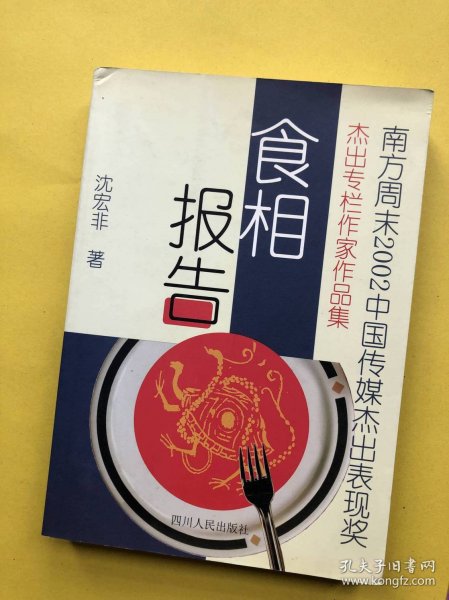 南方周末2002中国传媒杰出表现奖
杰出专栏作家作品集
食相
报告
沈宏非 著
四川人民出版社
孔夫子旧书网
www.kongfz.com